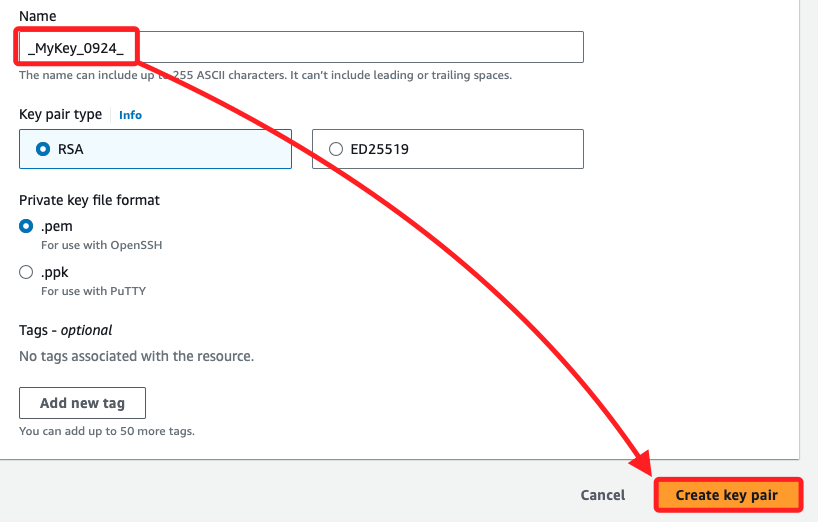 Name
_MyKey_0924_
The name can include up to 255 ASCII characters. It can't include leading or trailing spaces.
Key pair type Info
RSA ED25519
Private key file format
.pem
For use with OpenSSH
.ppk
For use with PuTTY
Tags - optional
No tags associated with the resource.
Add new tag
You can add up to 50 more tags.
Cancel Create key pair